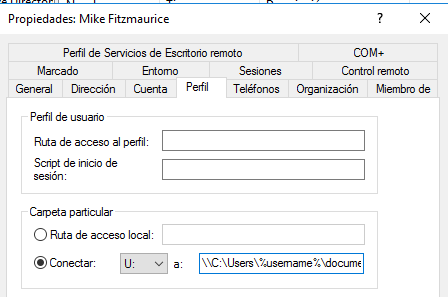 Propiedades: Mike Fitzmaurice
Perfil de Servicios de Escritorio remoto COM+
Marcado Entorno Sesiones Control remoto
General Dirección Cuenta Perfil Teléfonos Organización Miembro de
Perfil de usuario
Ruta de acceso al perfil:
Script de inicio de
sesión:
Carpeta particular
Ruta de acceso local:
Conectar: U: a: \\C:\Users\%username%\docume